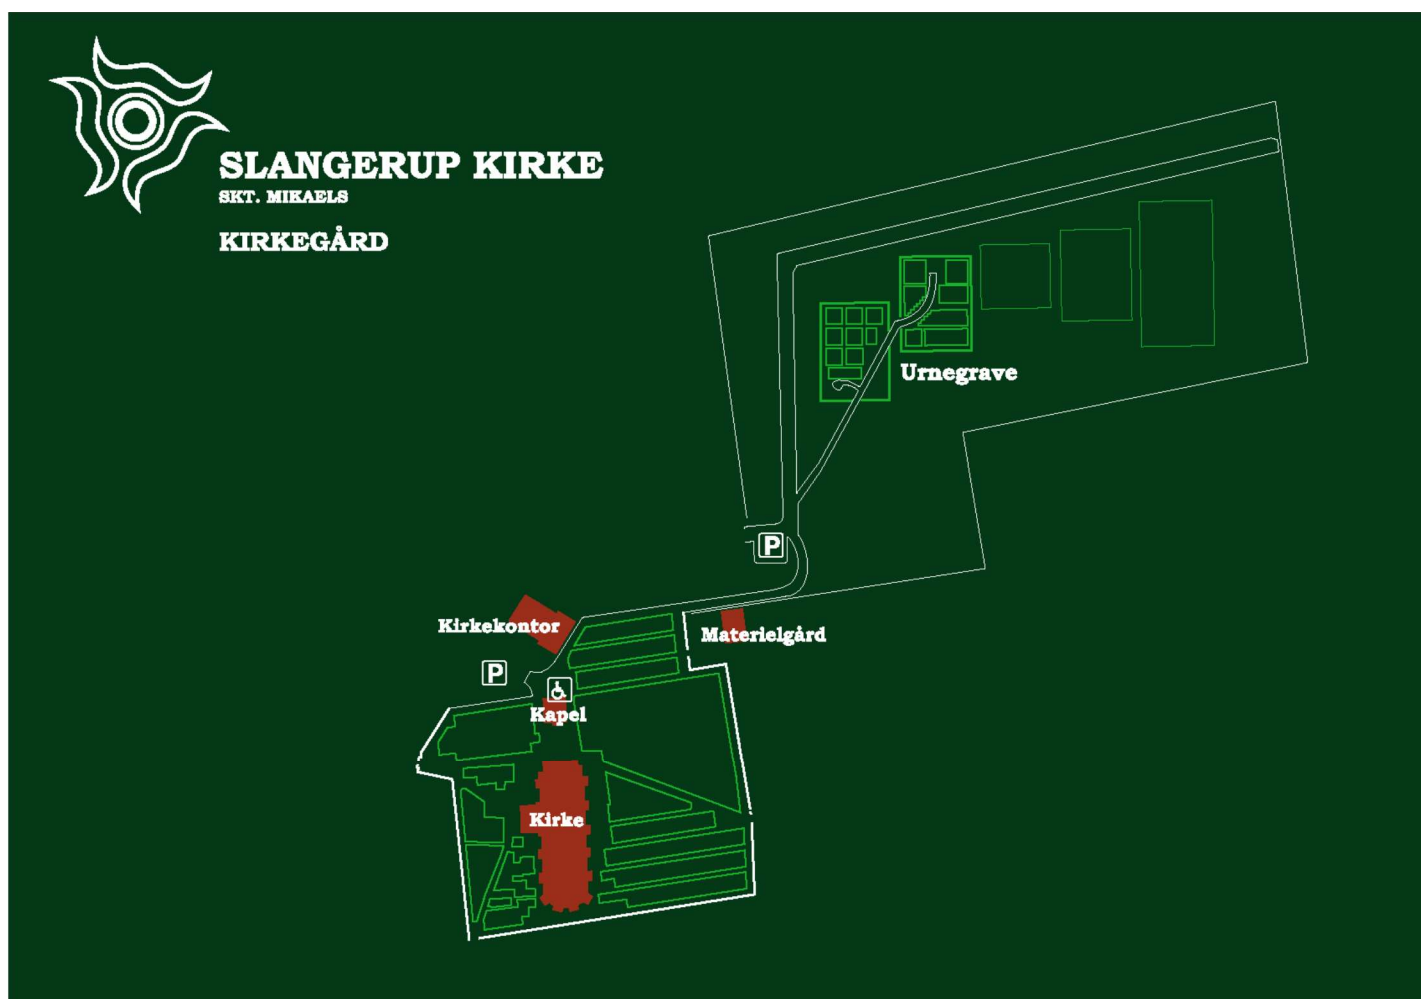 SLANGERUP KIRKE
SKT. MIKAELS
KIRKEGÅRD
Urnegrave
P
Kirkekontor
Materielgård
P
Kapel
Kirke